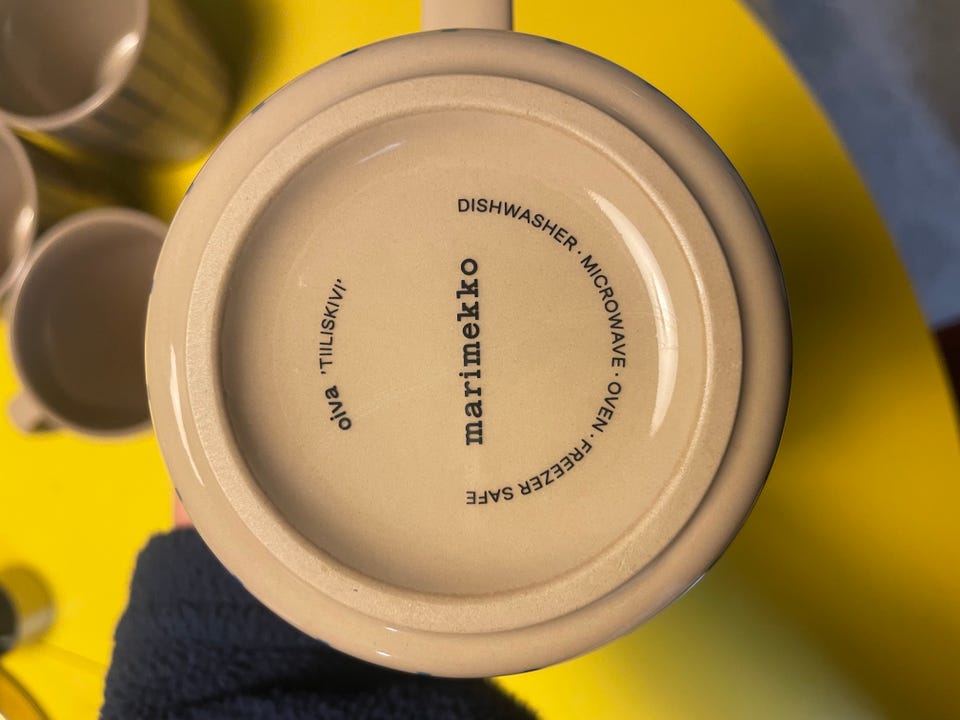 oiva 'TIILISKIVI'
marimekko
DISHWASHER · MICROWAVE · OVEN · FREEZER SAFE